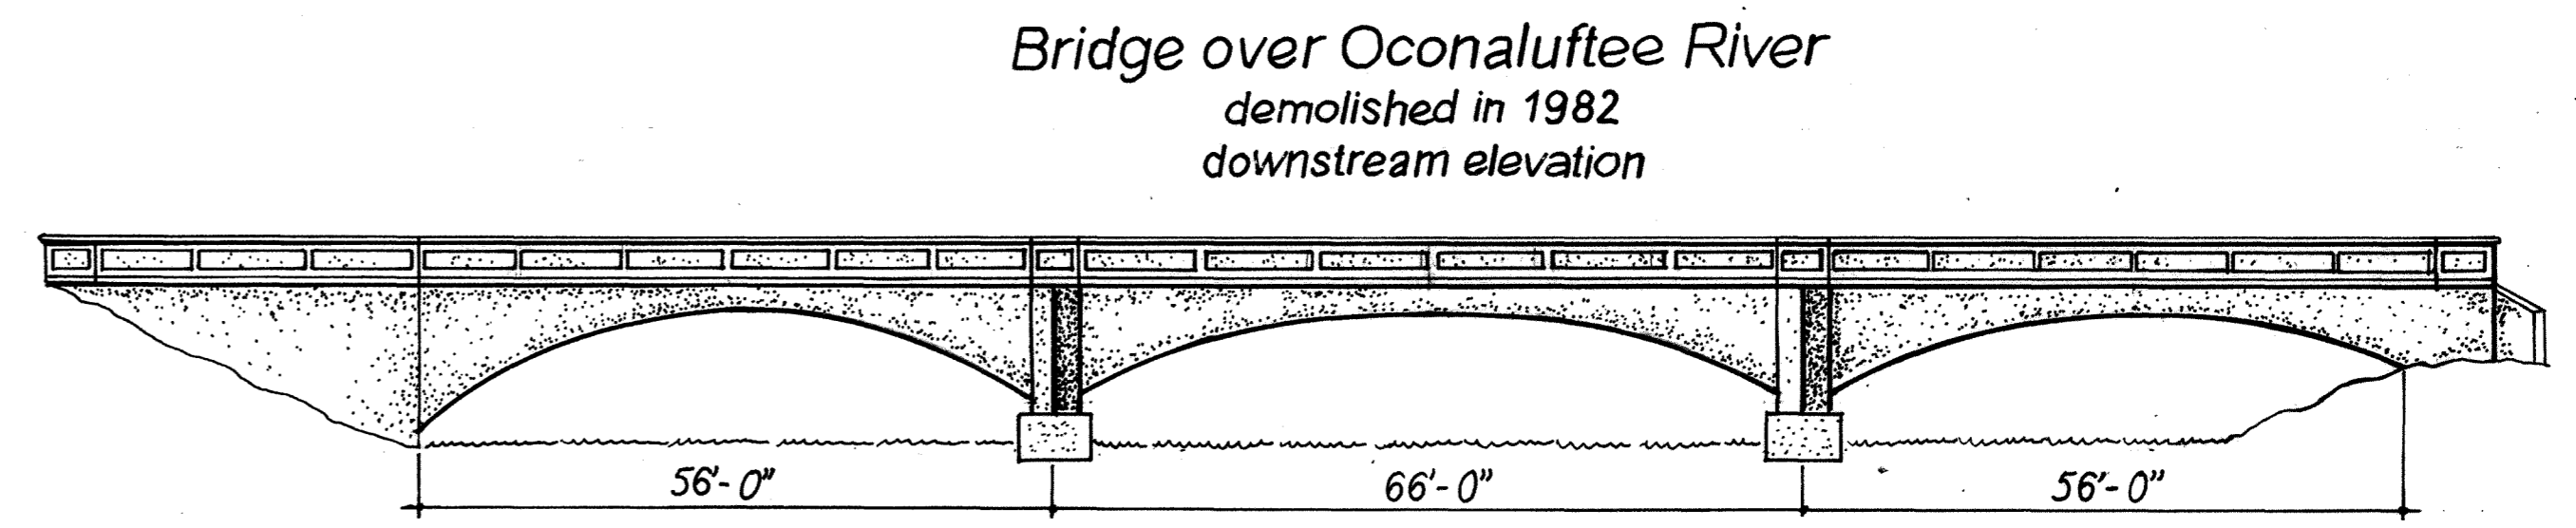 Bridge over Oconaluftee River
demolished in 1982
downstream elevation
56'-0"
66'-0"
56'-0"